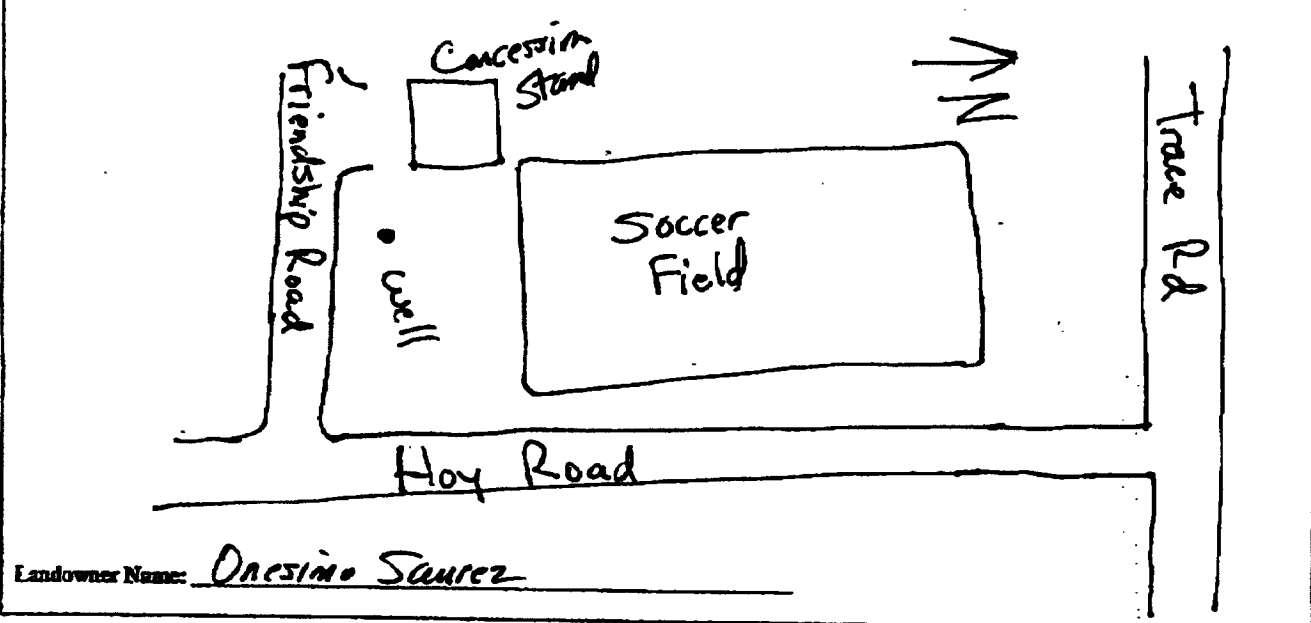 Concession
Stand
Friendship Road
N
Trace Rd
Soccer
Field
Well
Hoy Road
Landowner Name: Onesimo Saurez